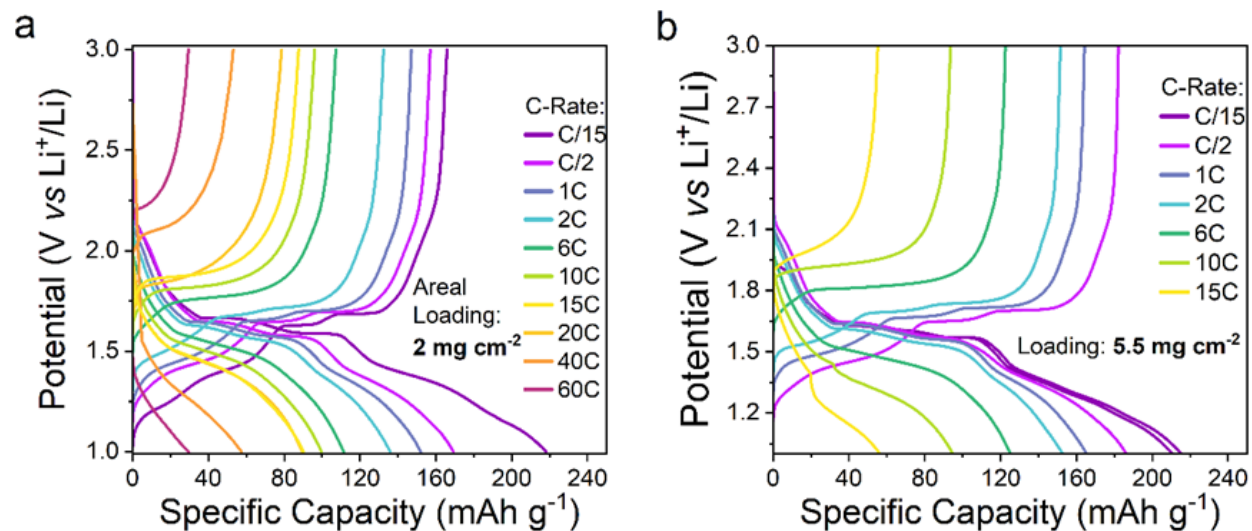 a
Potential (V vs Li⁺/Li)
3.0
2.5
2.0
1.5
1.0
C-Rate:
C/15
C/2
1C
2C
6C
10C
15C
20C
40C
60C
Areal
Loading:
2 mg cm⁻²
40 80 120 160 200 240
Specific Capacity (mAh g⁻¹)
b
Potential (V vs Li⁺/Li)
3.0
2.7
2.4
2.1
1.8
1.5
1.2
C-Rate:
C/15
C/2
1C
2C
6C
10C
15C
Loading: 5.5 mg cm⁻²
0 40 80 120 160 200 240
Specific Capacity (mAh g⁻¹)